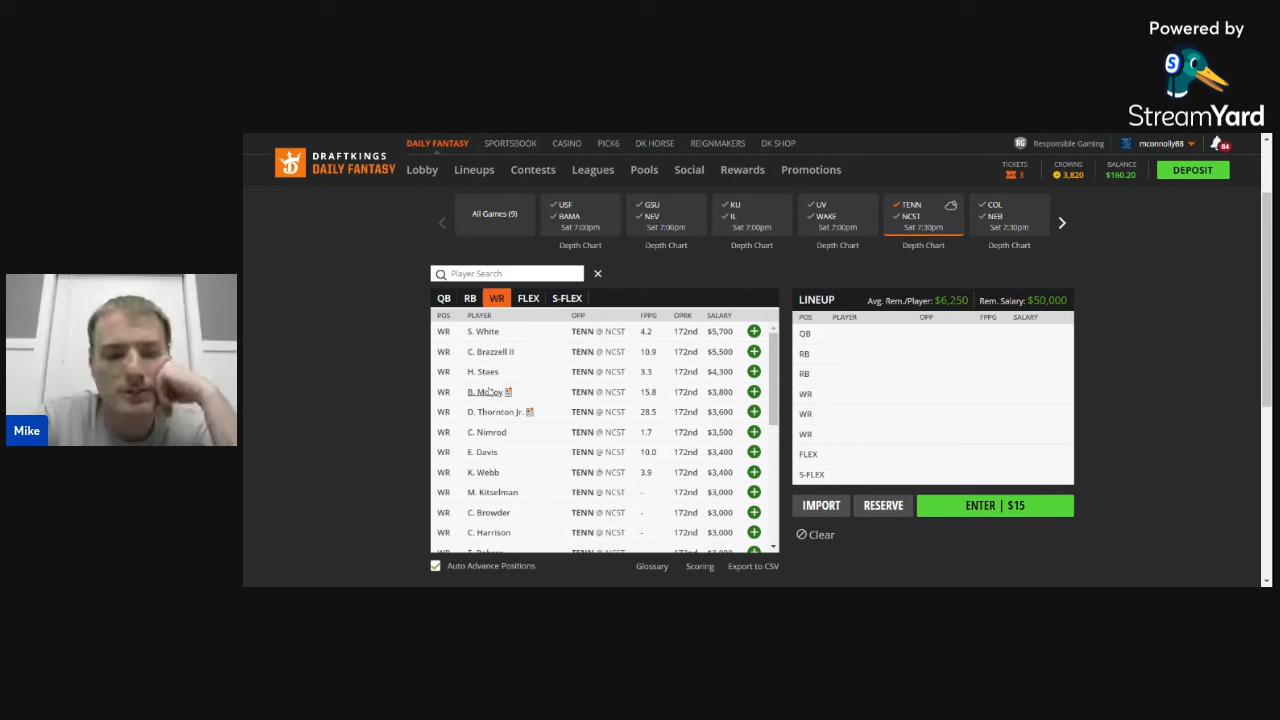 Powered by
StreamYard
DAILY FANTASY SPORTSBOOK CASINO PICK6 DK HORSE REIGNMAKERS DK SHOP
RG Responsible Gaming mconnolly88 84
DRAFTKINGS
DAILY FANTASY
Lobby Lineups Contests Leagues Pools Social Rewards Promotions
TICKETS CROWNS BALANCE
3 3,820 $160.20
DEPOSIT
All Games (9)
USF
BAMA
Sat 7:00pm
Depth Chart
GSU
NEV
Sat 7:00pm
Depth Chart
KU
IL
Sat 7:00pm
Depth Chart
UV
WAKE
Sat 7:00pm
Depth Chart
TENN
NCST
Sat 7:30pm
Depth Chart
COL
NEB
Sat 7:30pm
Depth Chart
Player Search
QB RB WR FLEX S-FLEX
POS PLAYER OPP FPPG OPRK SALARY
WR S. White TENN @ NCST 4.2 172nd $5,700
WR C. Brazzell II TENN @ NCST 10.9 172nd $5,500
WR H. Staes TENN @ NCST 3.3 172nd $4,300
WR B. McCoy TENN @ NCST 15.8 172nd $3,800
WR D. Thornton Jr. TENN @ NCST 28.5 172nd $3,600
WR C. Nimrod TENN @ NCST 1.7 172nd $3,500
WR E. Davis TENN @ NCST 10.0 172nd $3,400
WR K. Webb TENN @ NCST 3.9 172nd $3,400
WR M. Kitselman TENN @ NCST - 172nd $3,000
WR C. Browder TENN @ NCST - 172nd $3,000
WR C. Harrison TENN @ NCST - 172nd $3,000
Auto Advance Positions Glossary Scoring Export to CSV
LINEUP Avg. Rem./Player: $6,250 Rem. Salary: $50,000
POS PLAYER OPP FPPG SALARY
QB
RB
RB
WR
WR
WR
FLEX
S-FLEX
IMPORT RESERVE ENTER | $15
Clear
Mike